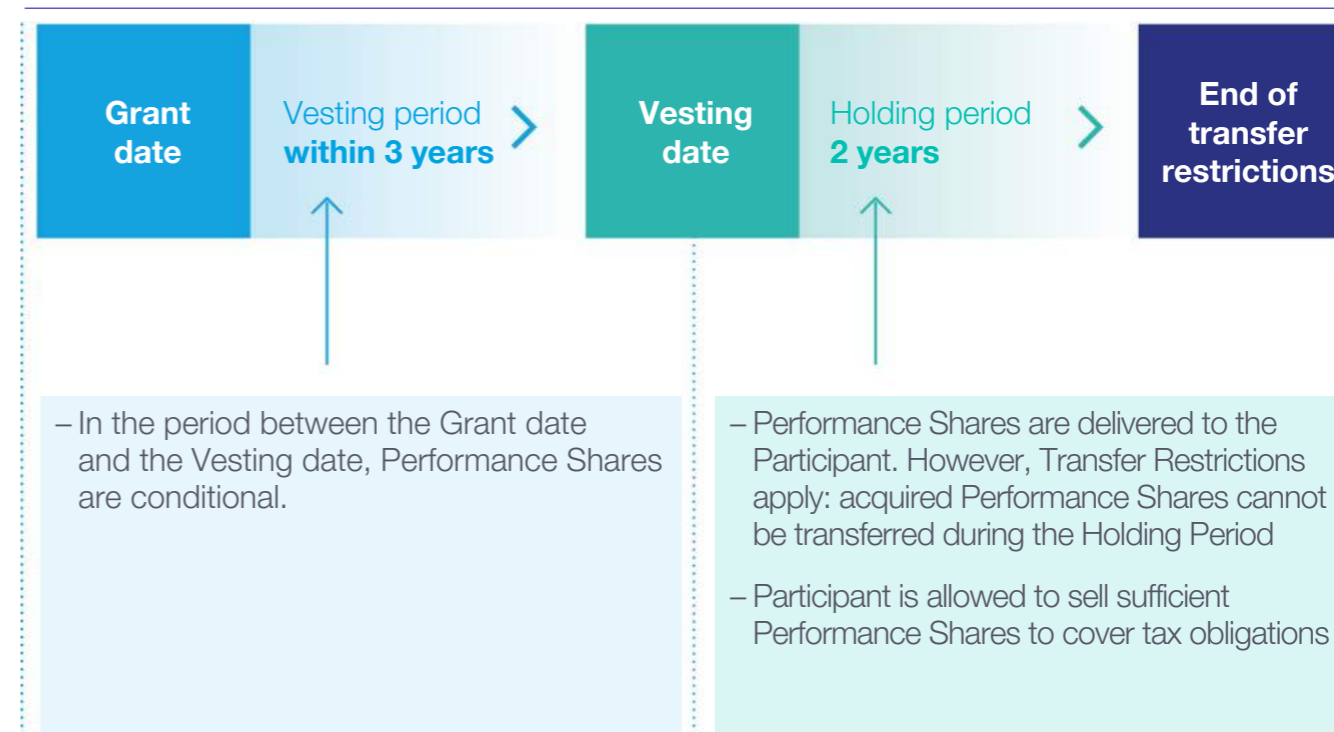 Grant
date
Vesting period
within 3 years
Vesting
date
Holding period
2 years
End of
transfer
restrictions
– In the period between the Grant date
and the Vesting date, Performance Shares
are conditional.
– Performance Shares are delivered to the
Participant. However, Transfer Restrictions
apply: acquired Performance Shares cannot
be transferred during the Holding Period
– Participant is allowed to sell sufficient
Performance Shares to cover tax obligations